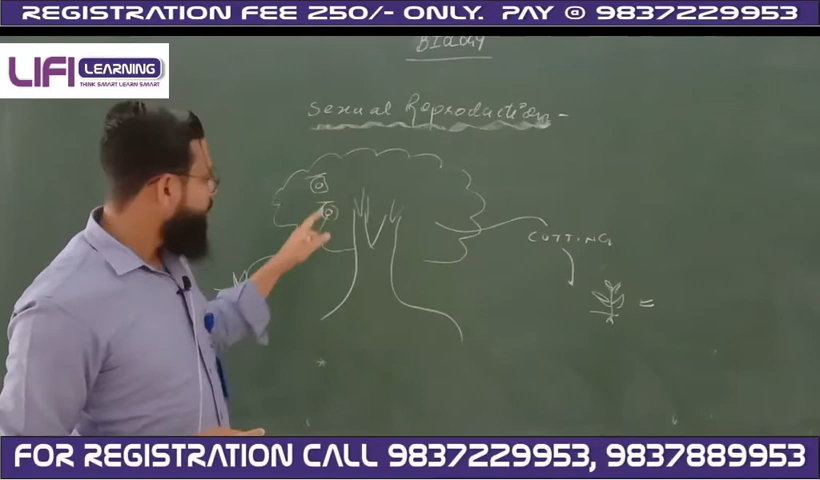 REGISTRATION FEE 250/- ONLY. PAY @ 9837229953
LIFI LEARNING
THINK SMART LEARN SMART
BIOLOGY
Sexual Reproduction -
CUTTING
=
FOR REGISTRATION CALL 9837229953, 9837889953